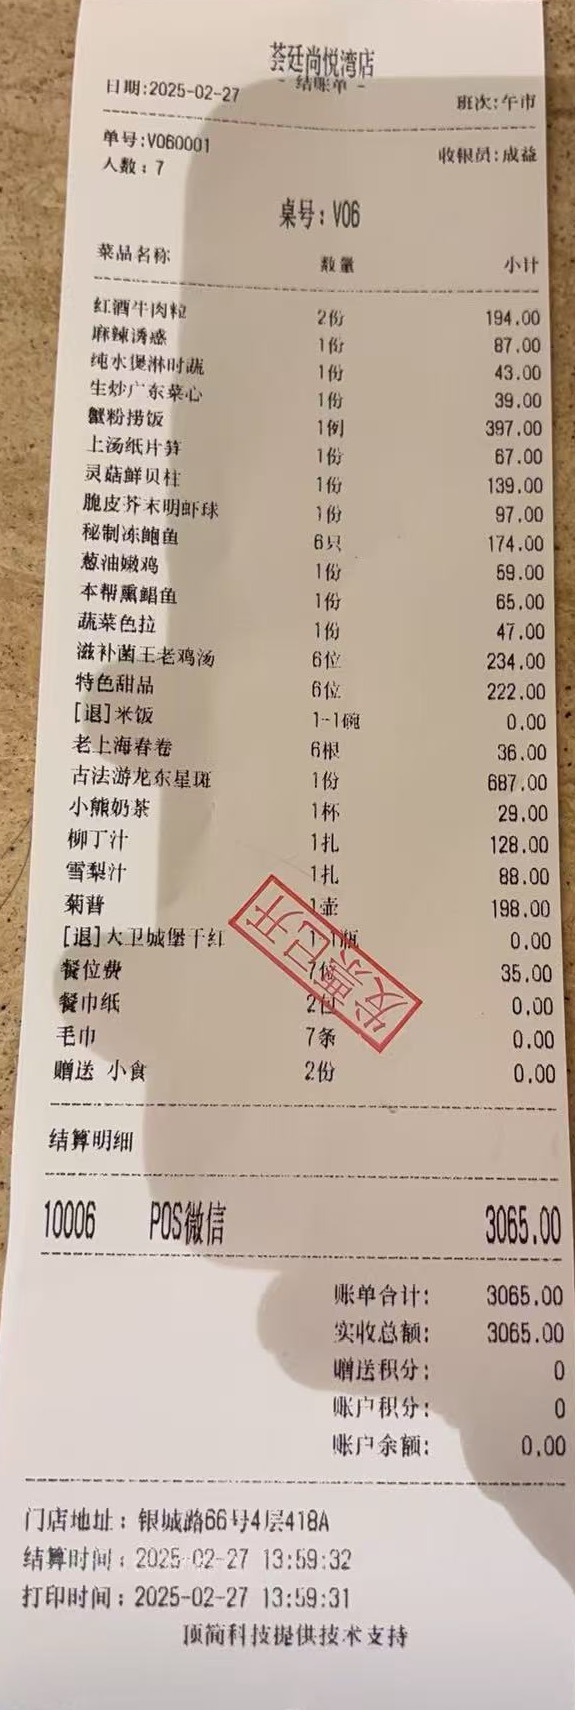 荟廷尚悦湾店
- 结账单 -
日期:2025-02-27 班次:午市
单号:V060001 收银员:成益
人数:7
桌号:V06
菜品名称 数量 小计
红酒牛肉粒 2份 194.00
麻辣诱惑 1份 87.00
纯水煲淋时蔬 1份 43.00
生炒广东菜心 1份 39.00
蟹粉捞饭 1例 397.00
上汤纸片笋 1份 67.00
灵菇鲜贝柱 1份 139.00
脆皮芥末明虾球 1份 97.00
秘制冻鲍鱼 6只 174.00
葱油嫩鸡 1份 59.00
本帮熏鲳鱼 1份 65.00
蔬菜色拉 1份 47.00
滋补菌王老鸡汤 6位 234.00
特色甜品 6位 222.00
[退]米饭 1-1碗 0.00
老上海春卷 6根 36.00
古法游龙东星斑 1份 687.00
小熊奶茶 1杯 29.00
柳丁汁 1扎 128.00
雪梨汁 1扎 88.00
菊普 1壶 198.00
[退]大卫城堡干红 1-1瓶 0.00
餐位费 7位 35.00
餐巾纸 2包 0.00
毛巾 7条 0.00
赠送 小食 2份 0.00
发票已开
结算明细
10006 POS微信 3065.00
账单合计: 3065.00
实收总额: 3065.00
赠送积分: 0
账户积分: 0
账户余额: 0.00
门店地址:银城路66号4层418A
结算时间:2025-02-27 13:59:32
打印时间:2025-02-27 13:59:31
顶简科技提供技术支持